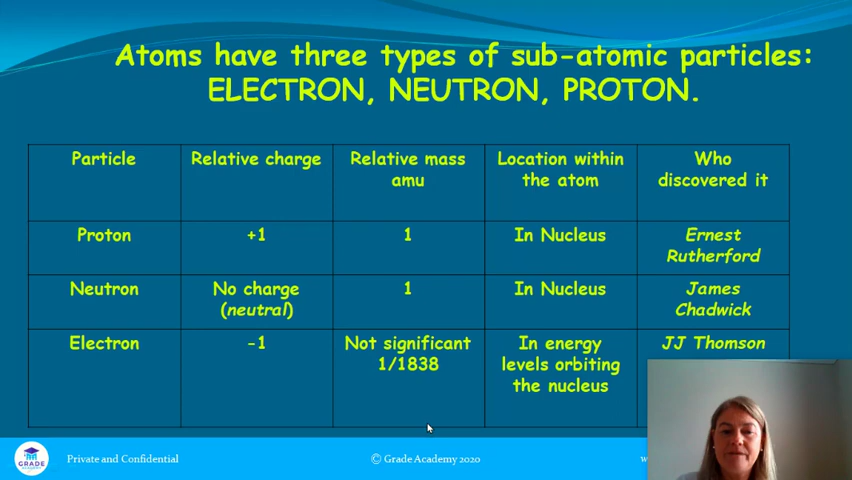 Atoms have three types of sub-atomic particles:
ELECTRON, NEUTRON, PROTON.
Particle
Relative charge
Relative mass
amu
Location within
the atom
Who
discovered it
Proton
+1
1
In Nucleus
Ernest
Rutherford
Neutron
No charge
(neutral)
1
In Nucleus
James
Chadwick
Electron
-1
Not significant
1/1838
In energy
levels orbiting
the nucleus
JJ Thomson
GRADE
Private and Confidential
© Grade Academy 2020